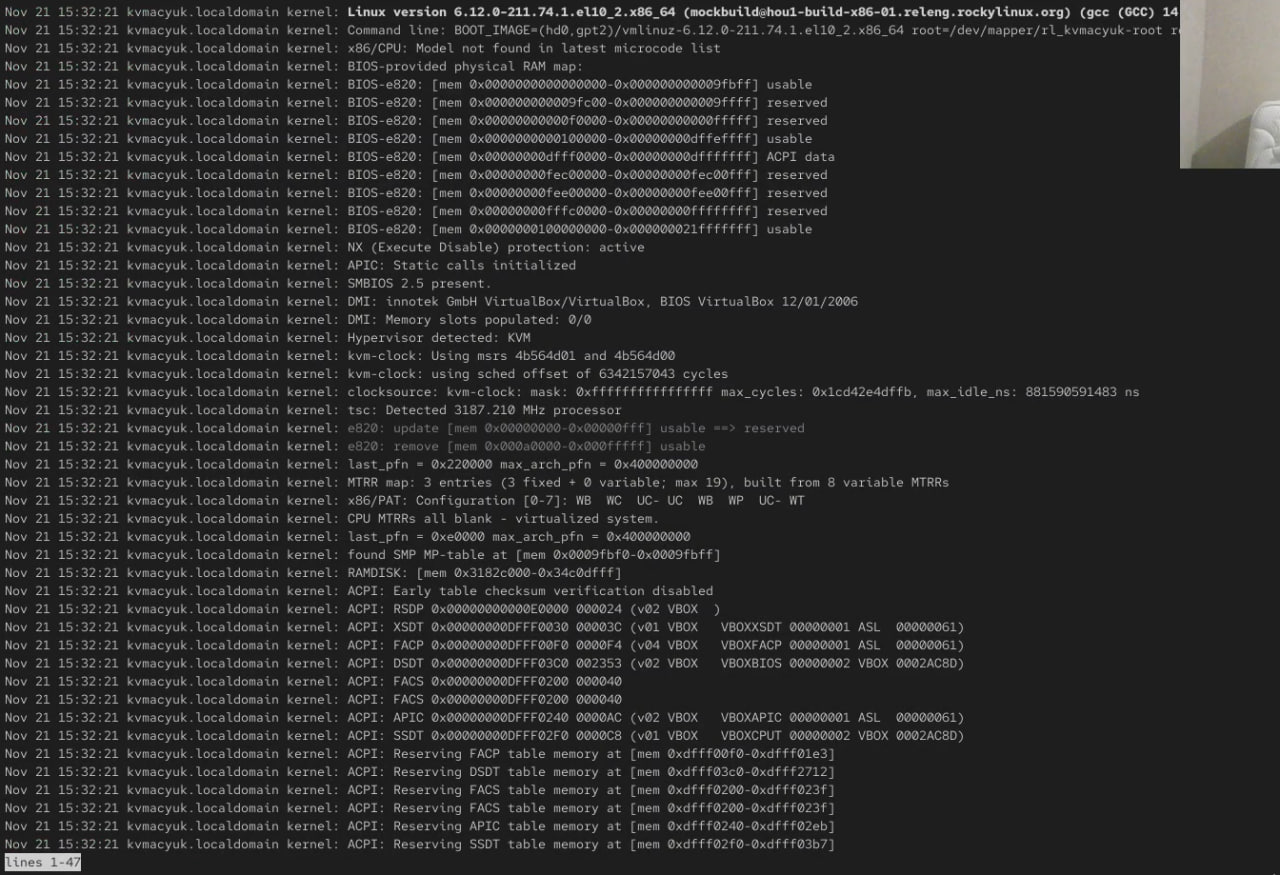 Nov 21 15:32:21 kvmacyuk.localdomain kernel: Linux version 6.12.0-211.74.1.el10_2.x86_64 (mockbuild@hou1-build-x86-01.releng.rockylinux.org) (gcc (GCC) 14
Nov 21 15:32:21 kvmacyuk.localdomain kernel: Command line: BOOT_IMAGE=(hd0,gpt2)/vmlinuz-6.12.0-211.74.1.el10_2.x86_64 root=/dev/mapper/rl_kvmacyuk-root
Nov 21 15:32:21 kvmacyuk.localdomain kernel: x86/CPU: Model not found in latest microcode list
Nov 21 15:32:21 kvmacyuk.localdomain kernel: BIOS-provided physical RAM map:
Nov 21 15:32:21 kvmacyuk.localdomain kernel: BIOS-e820: [mem 0x0000000000000000-0x000000000009fbff] usable
Nov 21 15:32:21 kvmacyuk.localdomain kernel: BIOS-e820: [mem 0x000000000009fc00-0x000000000009ffff] reserved
Nov 21 15:32:21 kvmacyuk.localdomain kernel: BIOS-e820: [mem 0x00000000000f0000-0x00000000000fffff] reserved
Nov 21 15:32:21 kvmacyuk.localdomain kernel: BIOS-e820: [mem 0x0000000000100000-0x00000000dffeffff] usable
Nov 21 15:32:21 kvmacyuk.localdomain kernel: BIOS-e820: [mem 0x00000000dfff0000-0x00000000dfffffff] ACPI data
Nov 21 15:32:21 kvmacyuk.localdomain kernel: BIOS-e820: [mem 0x00000000fec00000-0x00000000fec00fff] reserved
Nov 21 15:32:21 kvmacyuk.localdomain kernel: BIOS-e820: [mem 0x00000000fee00000-0x00000000fee00fff] reserved
Nov 21 15:32:21 kvmacyuk.localdomain kernel: BIOS-e820: [mem 0x00000000fffc0000-0x00000000ffffffff] reserved
Nov 21 15:32:21 kvmacyuk.localdomain kernel: BIOS-e820: [mem 0x0000000100000000-0x000000021fffffff] usable
Nov 21 15:32:21 kvmacyuk.localdomain kernel: NX (Execute Disable) protection: active
Nov 21 15:32:21 kvmacyuk.localdomain kernel: APIC: Static calls initialized
Nov 21 15:32:21 kvmacyuk.localdomain kernel: SMBIOS 2.5 present.
Nov 21 15:32:21 kvmacyuk.localdomain kernel: DMI: innotek GmbH VirtualBox/VirtualBox, BIOS VirtualBox 12/01/2006
Nov 21 15:32:21 kvmacyuk.localdomain kernel: DMI: Memory slots populated: 0/0
Nov 21 15:32:21 kvmacyuk.localdomain kernel: Hypervisor detected: KVM
Nov 21 15:32:21 kvmacyuk.localdomain kernel: kvm-clock: Using msrs 4b564d01 and 4b564d00
Nov 21 15:32:21 kvmacyuk.localdomain kernel: kvm-clock: using sched offset of 6342157043 cycles
Nov 21 15:32:21 kvmacyuk.localdomain kernel: clocksource: kvm-clock: mask: 0xffffffffffffffff max_cycles: 0x1cd42e4dffb, max_idle_ns: 881590591483 ns
Nov 21 15:32:21 kvmacyuk.localdomain kernel: tsc: Detected 3187.210 MHz processor
Nov 21 15:32:21 kvmacyuk.localdomain kernel: e820: update [mem 0x00000000-0x00000fff] usable ==> reserved
Nov 21 15:32:21 kvmacyuk.localdomain kernel: e820: remove [mem 0x000a0000-0x000fffff] usable
Nov 21 15:32:21 kvmacyuk.localdomain kernel: last_pfn = 0x220000 max_arch_pfn = 0x400000000
Nov 21 15:32:21 kvmacyuk.localdomain kernel: MTRR map: 3 entries (3 fixed + 0 variable; max 19), built from 8 variable MTRRs
Nov 21 15:32:21 kvmacyuk.localdomain kernel: x86/PAT: Configuration [0-7]: WB  WC  UC- UC  WB  WP  UC- WT
Nov 21 15:32:21 kvmacyuk.localdomain kernel: CPU MTRRs all blank - virtualized system.
Nov 21 15:32:21 kvmacyuk.localdomain kernel: last_pfn = 0xe0000 max_arch_pfn = 0x400000000
Nov 21 15:32:21 kvmacyuk.localdomain kernel: found SMP MP-table at [mem 0x0009fbf0-0x0009fbff]
Nov 21 15:32:21 kvmacyuk.localdomain kernel: RAMDISK: [mem 0x3182c000-0x34c0dfff]
Nov 21 15:32:21 kvmacyuk.localdomain kernel: ACPI: Early table checksum verification disabled
Nov 21 15:32:21 kvmacyuk.localdomain kernel: ACPI: RSDP 0x00000000000E0000 000024 (v02 VBOX  )
Nov 21 15:32:21 kvmacyuk.localdomain kernel: ACPI: XSDT 0x00000000DFFF0030 00003C (v01 VBOX   VBOXXSDT 00000001 ASL  00000061)
Nov 21 15:32:21 kvmacyuk.localdomain kernel: ACPI: FACP 0x00000000DFFF00F0 0000F4 (v04 VBOX   VBOXFACP 00000001 ASL  00000061)
Nov 21 15:32:21 kvmacyuk.localdomain kernel: ACPI: DSDT 0x00000000DFFF03C0 002353 (v02 VBOX   VBOXBIOS 00000002 VBOX 0002AC8D)
Nov 21 15:32:21 kvmacyuk.localdomain kernel: ACPI: FACS 0x00000000DFFF0200 000040
Nov 21 15:32:21 kvmacyuk.localdomain kernel: ACPI: FACS 0x00000000DFFF0200 000040
Nov 21 15:32:21 kvmacyuk.localdomain kernel: ACPI: APIC 0x00000000DFFF0240 0000AC (v02 VBOX   VBOXAPIC 00000001 ASL  00000061)
Nov 21 15:32:21 kvmacyuk.localdomain kernel: ACPI: SSDT 0x00000000DFFF02F0 0000C8 (v01 VBOX   VBOXCPUT 00000002 VBOX 0002AC8D)
Nov 21 15:32:21 kvmacyuk.localdomain kernel: ACPI: Reserving FACP table memory at [mem 0xdfff00f0-0xdfff01e3]
Nov 21 15:32:21 kvmacyuk.localdomain kernel: ACPI: Reserving DSDT table memory at [mem 0xdfff03c0-0xdfff2712]
Nov 21 15:32:21 kvmacyuk.localdomain kernel: ACPI: Reserving FACS table memory at [mem 0xdfff0200-0xdfff023f]
Nov 21 15:32:21 kvmacyuk.localdomain kernel: ACPI: Reserving FACS table memory at [mem 0xdfff0200-0xdfff023f]
Nov 21 15:32:21 kvmacyuk.localdomain kernel: ACPI: Reserving APIC table memory at [mem 0xdfff0240-0xdfff02eb]
Nov 21 15:32:21 kvmacyuk.localdomain kernel: ACPI: Reserving SSDT table memory at [mem 0xdfff02f0-0xdfff03b7]
lines 1-47